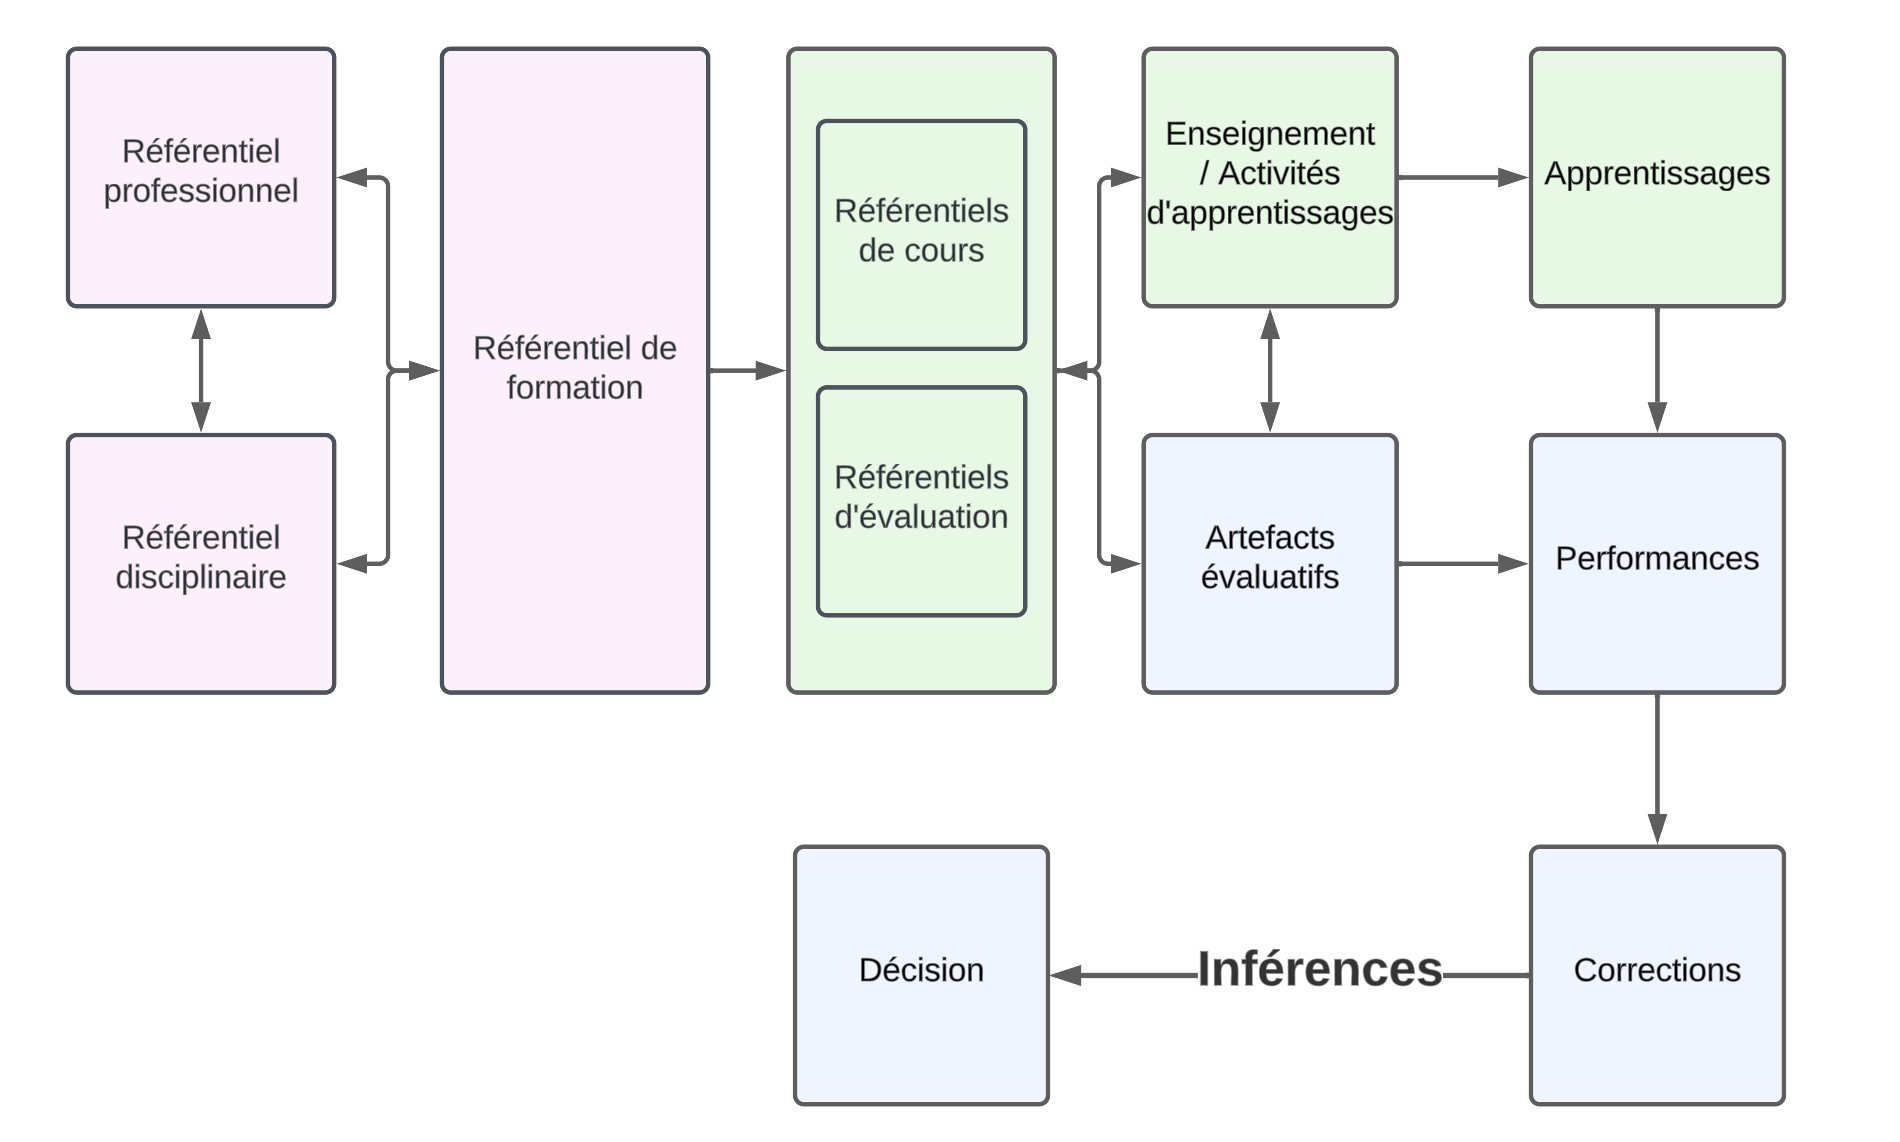 Référentiel
professionnel
Référentiel
disciplinaire
Référentiel de
formation
Référentiels
de cours
Référentiels
d'évaluation
Enseignement
/ Activités
d'apprentissages
Apprentissages
Artefacts
évaluatifs
Performances
Décision
Inférences
Corrections